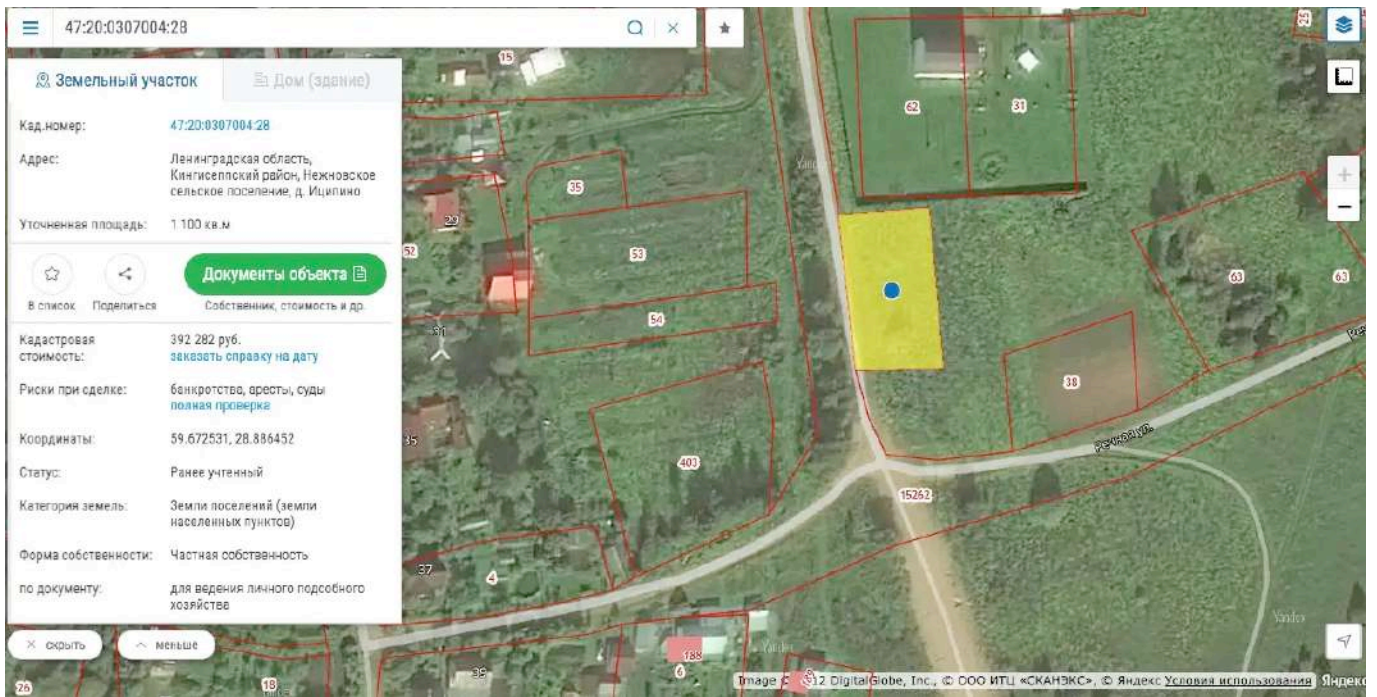 47:20:0307004:28
Земельный участок
Дом (здание)
Кад.номер:
47:20:0307004:28
Адрес:
Ленинградская область,
Кингисеппский район, Нежновское
сельское поселение, д. Иципино
Уточненная площадь:
1 100 кв.м
В список
Поделиться
Документы объекта
Собственник, стоимость и др.
Кадастровая
стоимость:
392 282 руб.
заказать справку на дату
Риски при сделке:
банкротства, аресты, суды
полная проверка
Координаты:
59.672531, 28.886452
Статус:
Ранее учтенный
Категория земель:
Земли поселений (земли
населенных пунктов)
Форма собственности:
Частная собственность
по документу:
для ведения личного подсобного
хозяйства
скрыть
меньше
15
62
31
35
29
52
53
54
63
63
38
35
403
Речная ул.
15262
37
4
Yandex
39
188
6
26
18
Image © 2012 DigitalGlobe, Inc., © ООО ИТЦ «СКАНЭКС», © Яндекс Условия использования